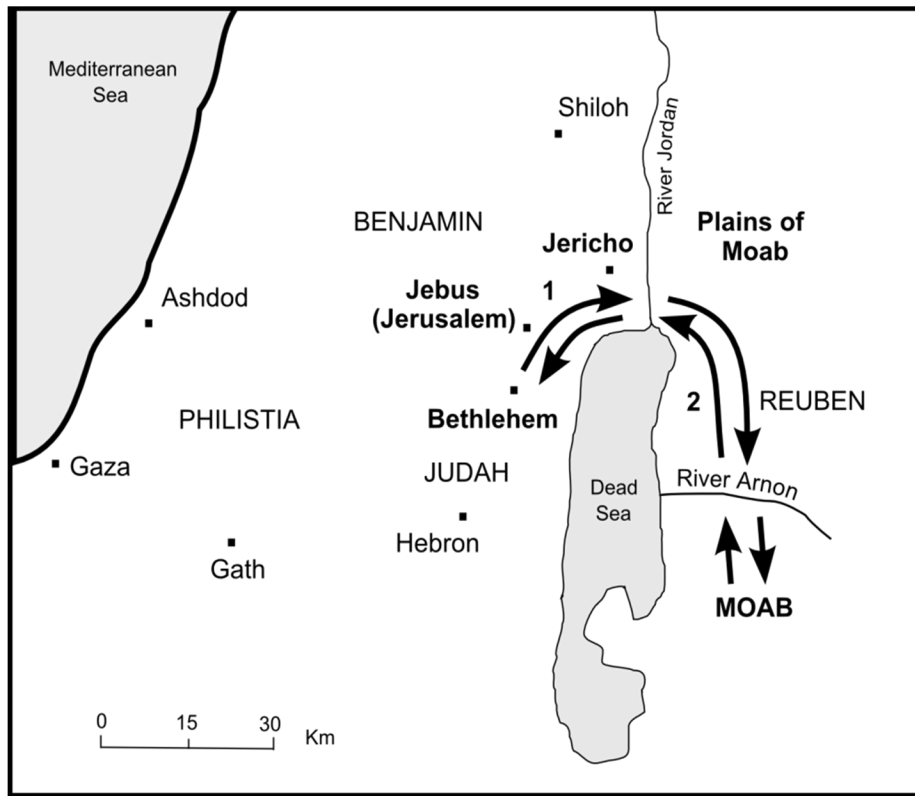 Mediterranean
Sea
Shiloh
River Jordan
BENJAMIN
Plains of
Moab
Jericho
Ashdod
Jebus
(Jerusalem)
1
2
REUBEN
PHILISTIA
Bethlehem
Gaza
JUDAH
River Arnon
Dead
Sea
Hebron
Gath
MOAB
0 15 30 Km